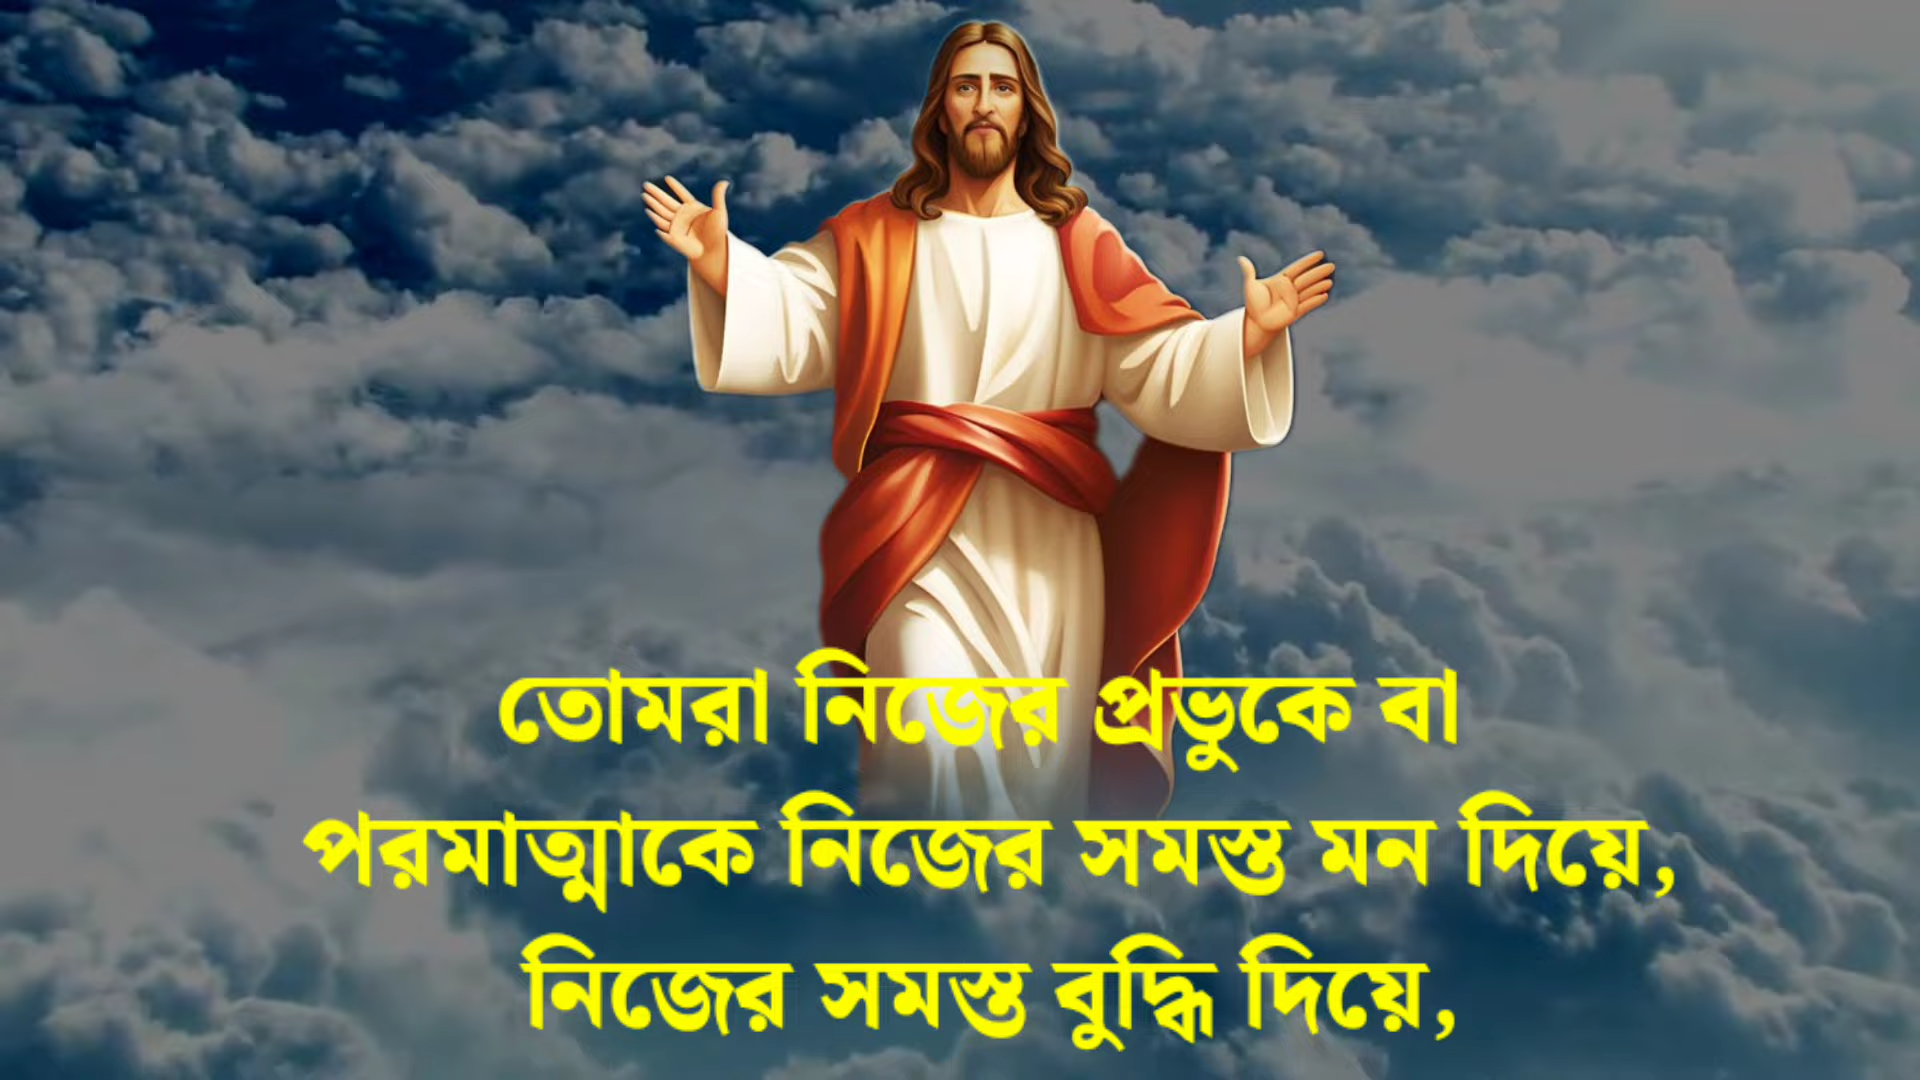 তোমরা নিজের প্রভুকে বা
পরমাত্মাকে নিজের সমস্ত মন দিয়ে,
নিজের সমস্ত বুদ্ধি দিয়ে,